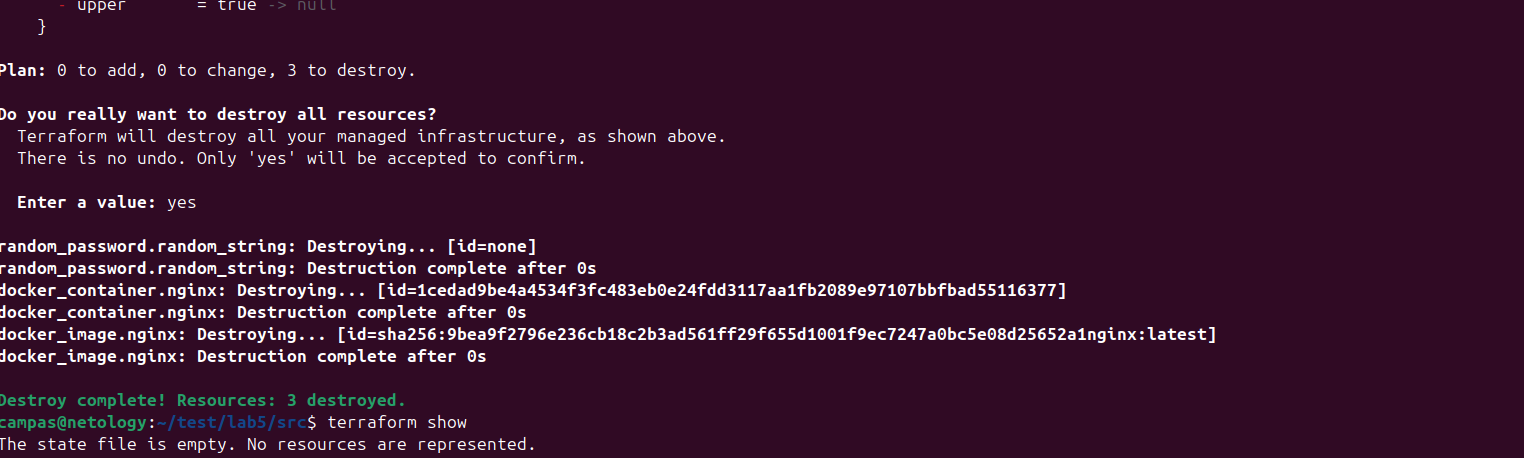 - upper       = true -> null
}
Plan: 0 to add, 0 to change, 3 to destroy.
Do you really want to destroy all resources?
Terraform will destroy all your managed infrastructure, as shown above.
There is no undo. Only 'yes' will be accepted to confirm.
Enter a value: yes
random_password.random_string: Destroying... [id=none]
random_password.random_string: Destruction complete after 0s
docker_container.nginx: Destroying... [id=1cedad9be4a4534f3fc483eb0e24fdd3117aa1fb2089e97107bbfbad55116377]
docker_container.nginx: Destruction complete after 0s
docker_image.nginx: Destroying... [id=sha256:9bea9f2796e236cb18c2b3ad561ff29f655d1001f9ec7247a0bc5e08d25652a1nginx:latest]
docker_image.nginx: Destruction complete after 0s
Destroy complete! Resources: 3 destroyed.
campas@netology:~/test/lab5/src$ terraform show
The state file is empty. No resources are represented.